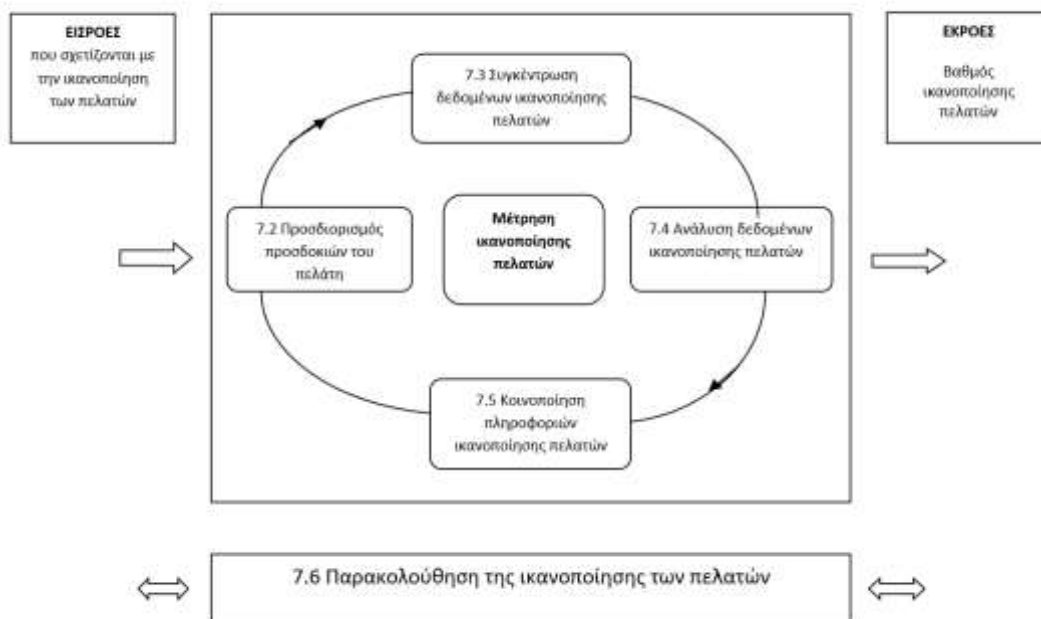 ΕΙΣΡΟΕΣ
που σχετίζονται με
την ικανοποίηση
των πελατών
7.3 Συγκέντρωση
δεδομένων ικανοποίησης
πελατών
ΕΚΡΟΕΣ
Βαθμός
ικανοποίησης
πελατών
7.2 Προσδιορισμός
προσδοκιών του
πελάτη
Μέτρηση
ικανοποίησης
πελατών
7.4 Ανάλυση δεδομένων
ικανοποίησης πελατών
7.5 Κοινοποίηση
πληροφοριών
ικανοποίησης πελατών
7.6 Παρακολούθηση της ικανοποίησης των πελατών